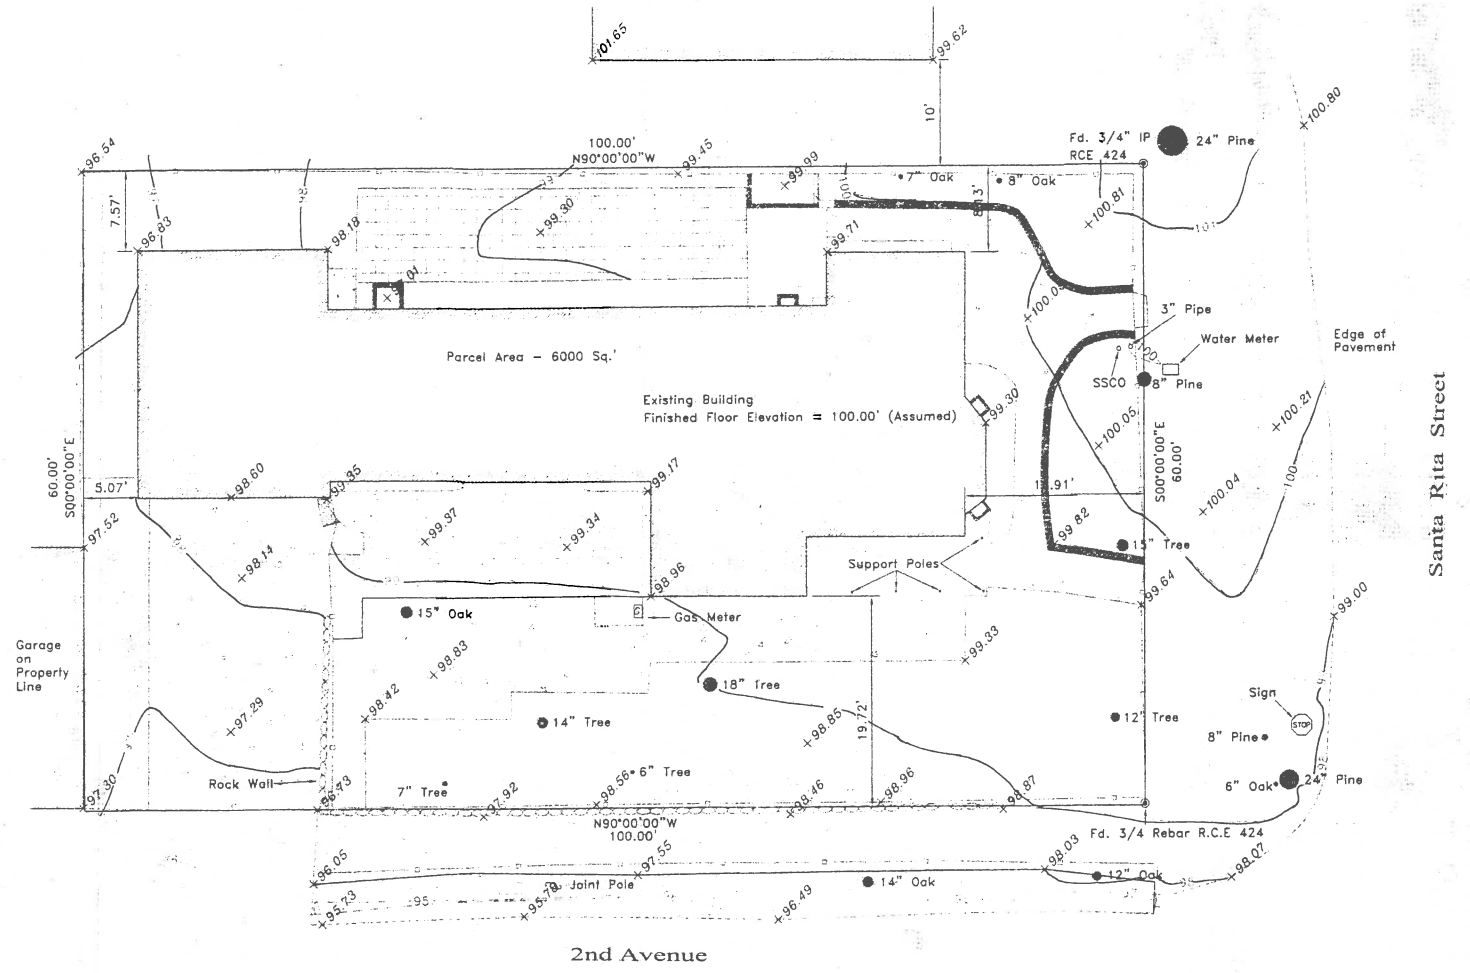 101.65
99.62
10'
100.80
Fd. 3/4" IP
RCE 424
24" Pine
100.00'
N90°00'00"W
96.54
99.45
99.99
7" Oak
8" Oak
99
98
100.81
101
7.57'
96.83
98.18
99.30
99.71
8.13'
3" Pipe
Water Meter
Edge of
Pavement
Parcel Area - 6000 Sq.'
SSCO
8" Pine
100
Existing Building
Finished Floor Elevation = 100.00' (Assumed)
99.30
100.05
100.21
S00°00'00"E
60.00'
60.00'
S00°00'00"E
Santa Rita Street
5.07'
98.60
99.35
99.17
100.04
100
97.52
98.14
99.37
99.34
99.82
15" Tree
Support Poles
98.96
99.64
99.00
15" Oak
Gas Meter
G
Garage
on
Property
Line
98.83
99.33
18" Tree
Sign
STOP
98.42
97.29
14" Tree
98.85
19.72'
12" Tree
8" Pine
Rock Wall
6" Tree
7" Tree
6" Oak
24" Pine
97.30
96.73
97.92
98.56
98.46
98.96
98.87
N90°00'00"W
100.00'
Fd. 3/4 Rebar R.C.E 424
96.05
97.55
98.03
98.07
Joint Pole
14" Oak
12" Oak
95
95.73
96.49
2nd Avenue